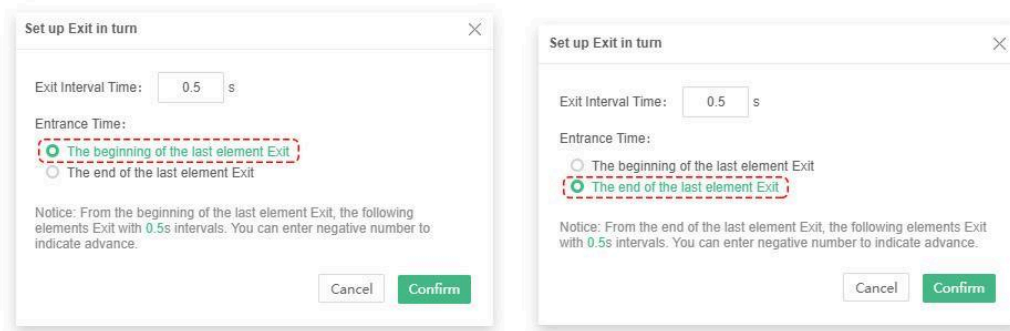 Set up Exit in turn
Exit Interval Time: 0.5 s
Entrance Time:
The beginning of the last element Exit
The end of the last element Exit
Notice: From the beginning of the last element Exit, the following
elements Exit with 0.5s intervals. You can enter negative number to
indicate advance.
Cancel Confirm
Set up Exit in turn
Exit Interval Time: 0.5 s
Entrance Time:
The beginning of the last element Exit
The end of the last element Exit
Notice: From the end of the last element Exit, the following elements Exit
with 0.5s intervals. You can enter negative number to indicate advance.
Cancel Confirm